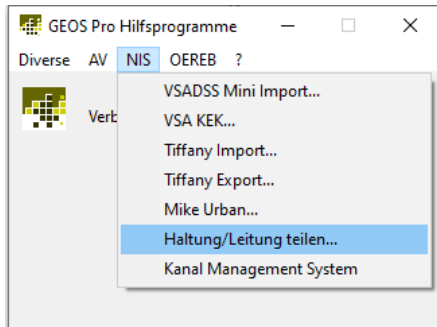 GEOS Pro Hilfsprogramme
Diverse AV NIS OEREB ?
VSADSS Mini Import...
Verb
VSA KEK...
Tiffany Import...
Tiffany Export...
Mike Urban...
Haltung/Leitung teilen...
Kanal Management System